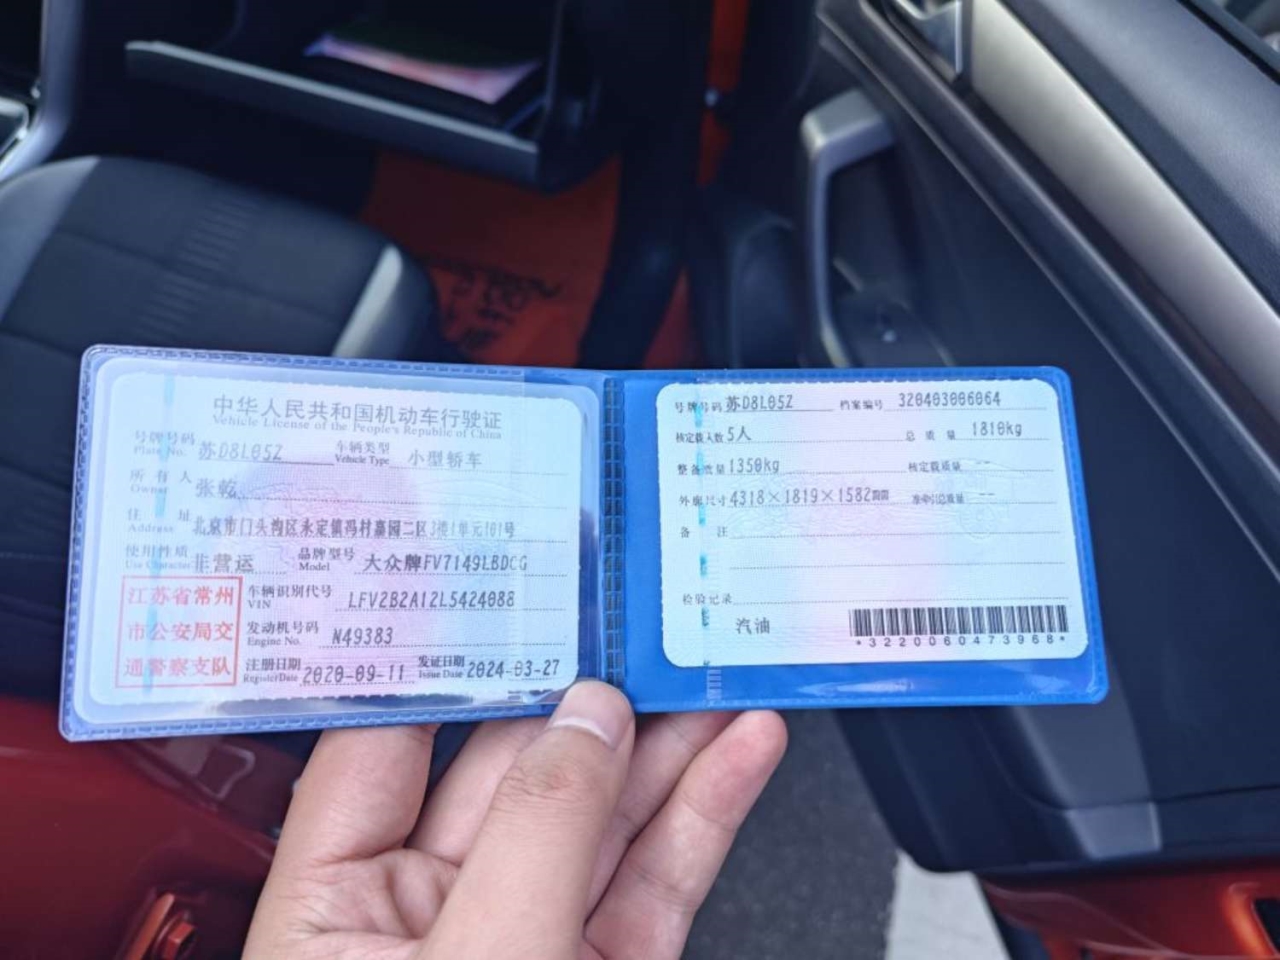 中华人民共和国机动车行驶证
Vehicle License of the People's Republic of China
号牌号码 Plate No. 苏D8L05Z 车辆类型 Vehicle Type 小型轿车
所有人 Owner 张乾
住址 Address 北京市门头沟区永定镇冯村嘉园二区3楼1单元101号
使用性质 Use Character 非营运 品牌型号 Model 大众牌FV7149LBDCG
江苏省常州
市公安局交
通警察支队
车辆识别代号 VIN LFV2B2A12L5424088
发动机号码 Engine No. N49383
注册日期 Register Date 2020-09-11 发证日期 Issue Date 2024-03-27
号牌号码 苏D8L05Z 档案编号 320403006064
核定载人数 5人 总质量 1810kg
整备质量 1350kg 核定载质量 --
外廓尺寸 4318×1819×1582mm 准牵引总质量 --
备注
检验记录
汽油
*3220060473968*